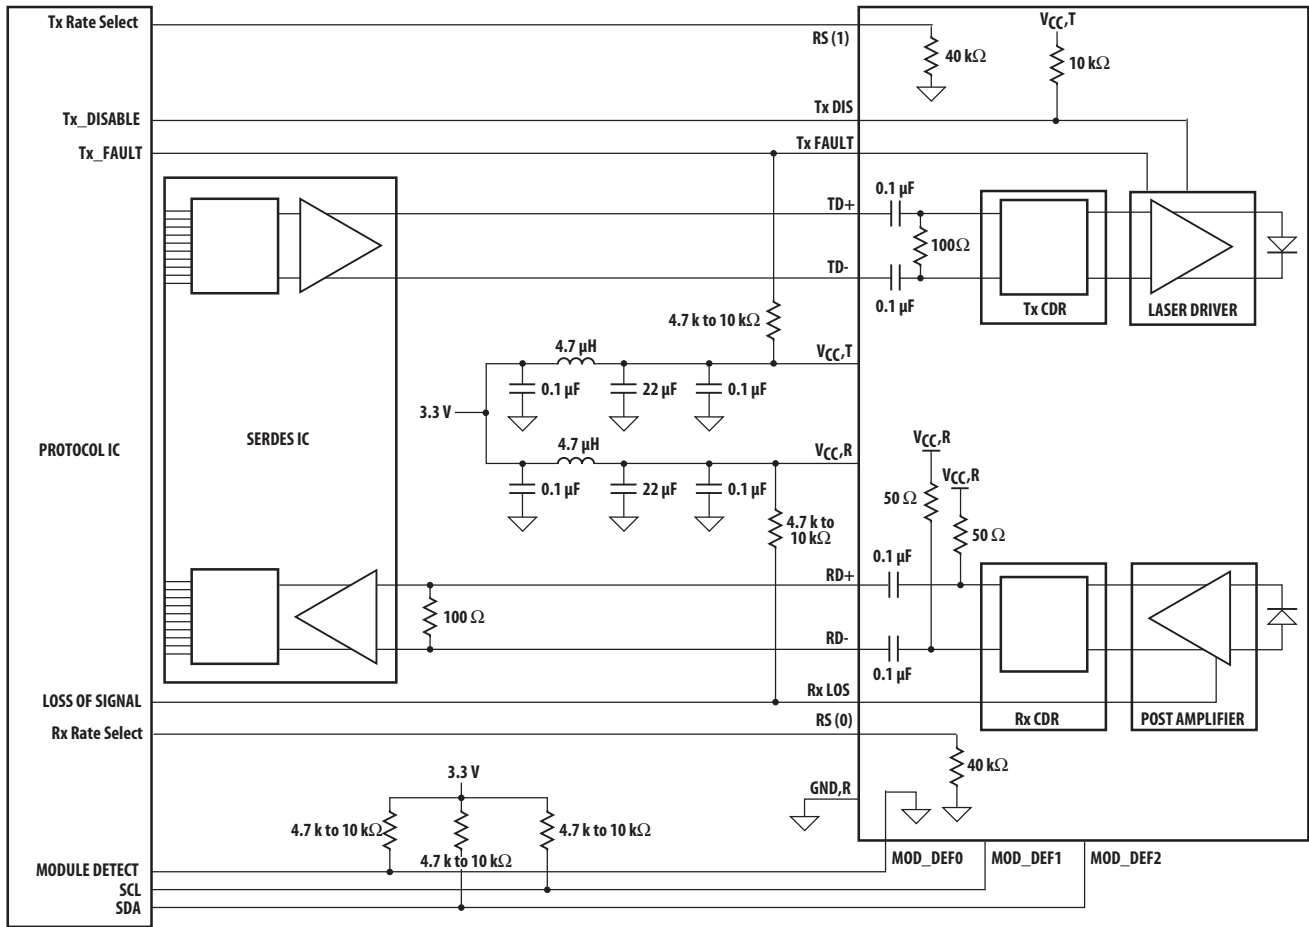 Tx Rate Select
RS (1)
40 kΩ
VCC,T
10 kΩ
Tx_DISABLE
Tx DIS
Tx_FAULT
Tx FAULT
0.1 µF
TD+
100Ω
TD-
0.1 µF
Tx CDR
LASER DRIVER
4.7 k to 10 kΩ
4.7 µH
VCC,T
0.1 µF
22 µF
0.1 µF
3.3 V
PROTOCOL IC
SERDES IC
4.7 µH
VCC,R
0.1 µF
22 µF
0.1 µF
4.7 k to
10 kΩ
VCC,R
VCC,R
50 Ω
50 Ω
0.1 µF
RD+
100 Ω
RD-
0.1 µF
Rx CDR
POST AMPLIFIER
LOSS OF SIGNAL
Rx LOS
Rx Rate Select
RS (0)
40 kΩ
3.3 V
GND,R
4.7 k to 10 kΩ
4.7 k to 10 kΩ
4.7 k to 10 kΩ
MODULE DETECT
SCL
SDA
MOD_DEF0
MOD_DEF1
MOD_DEF2